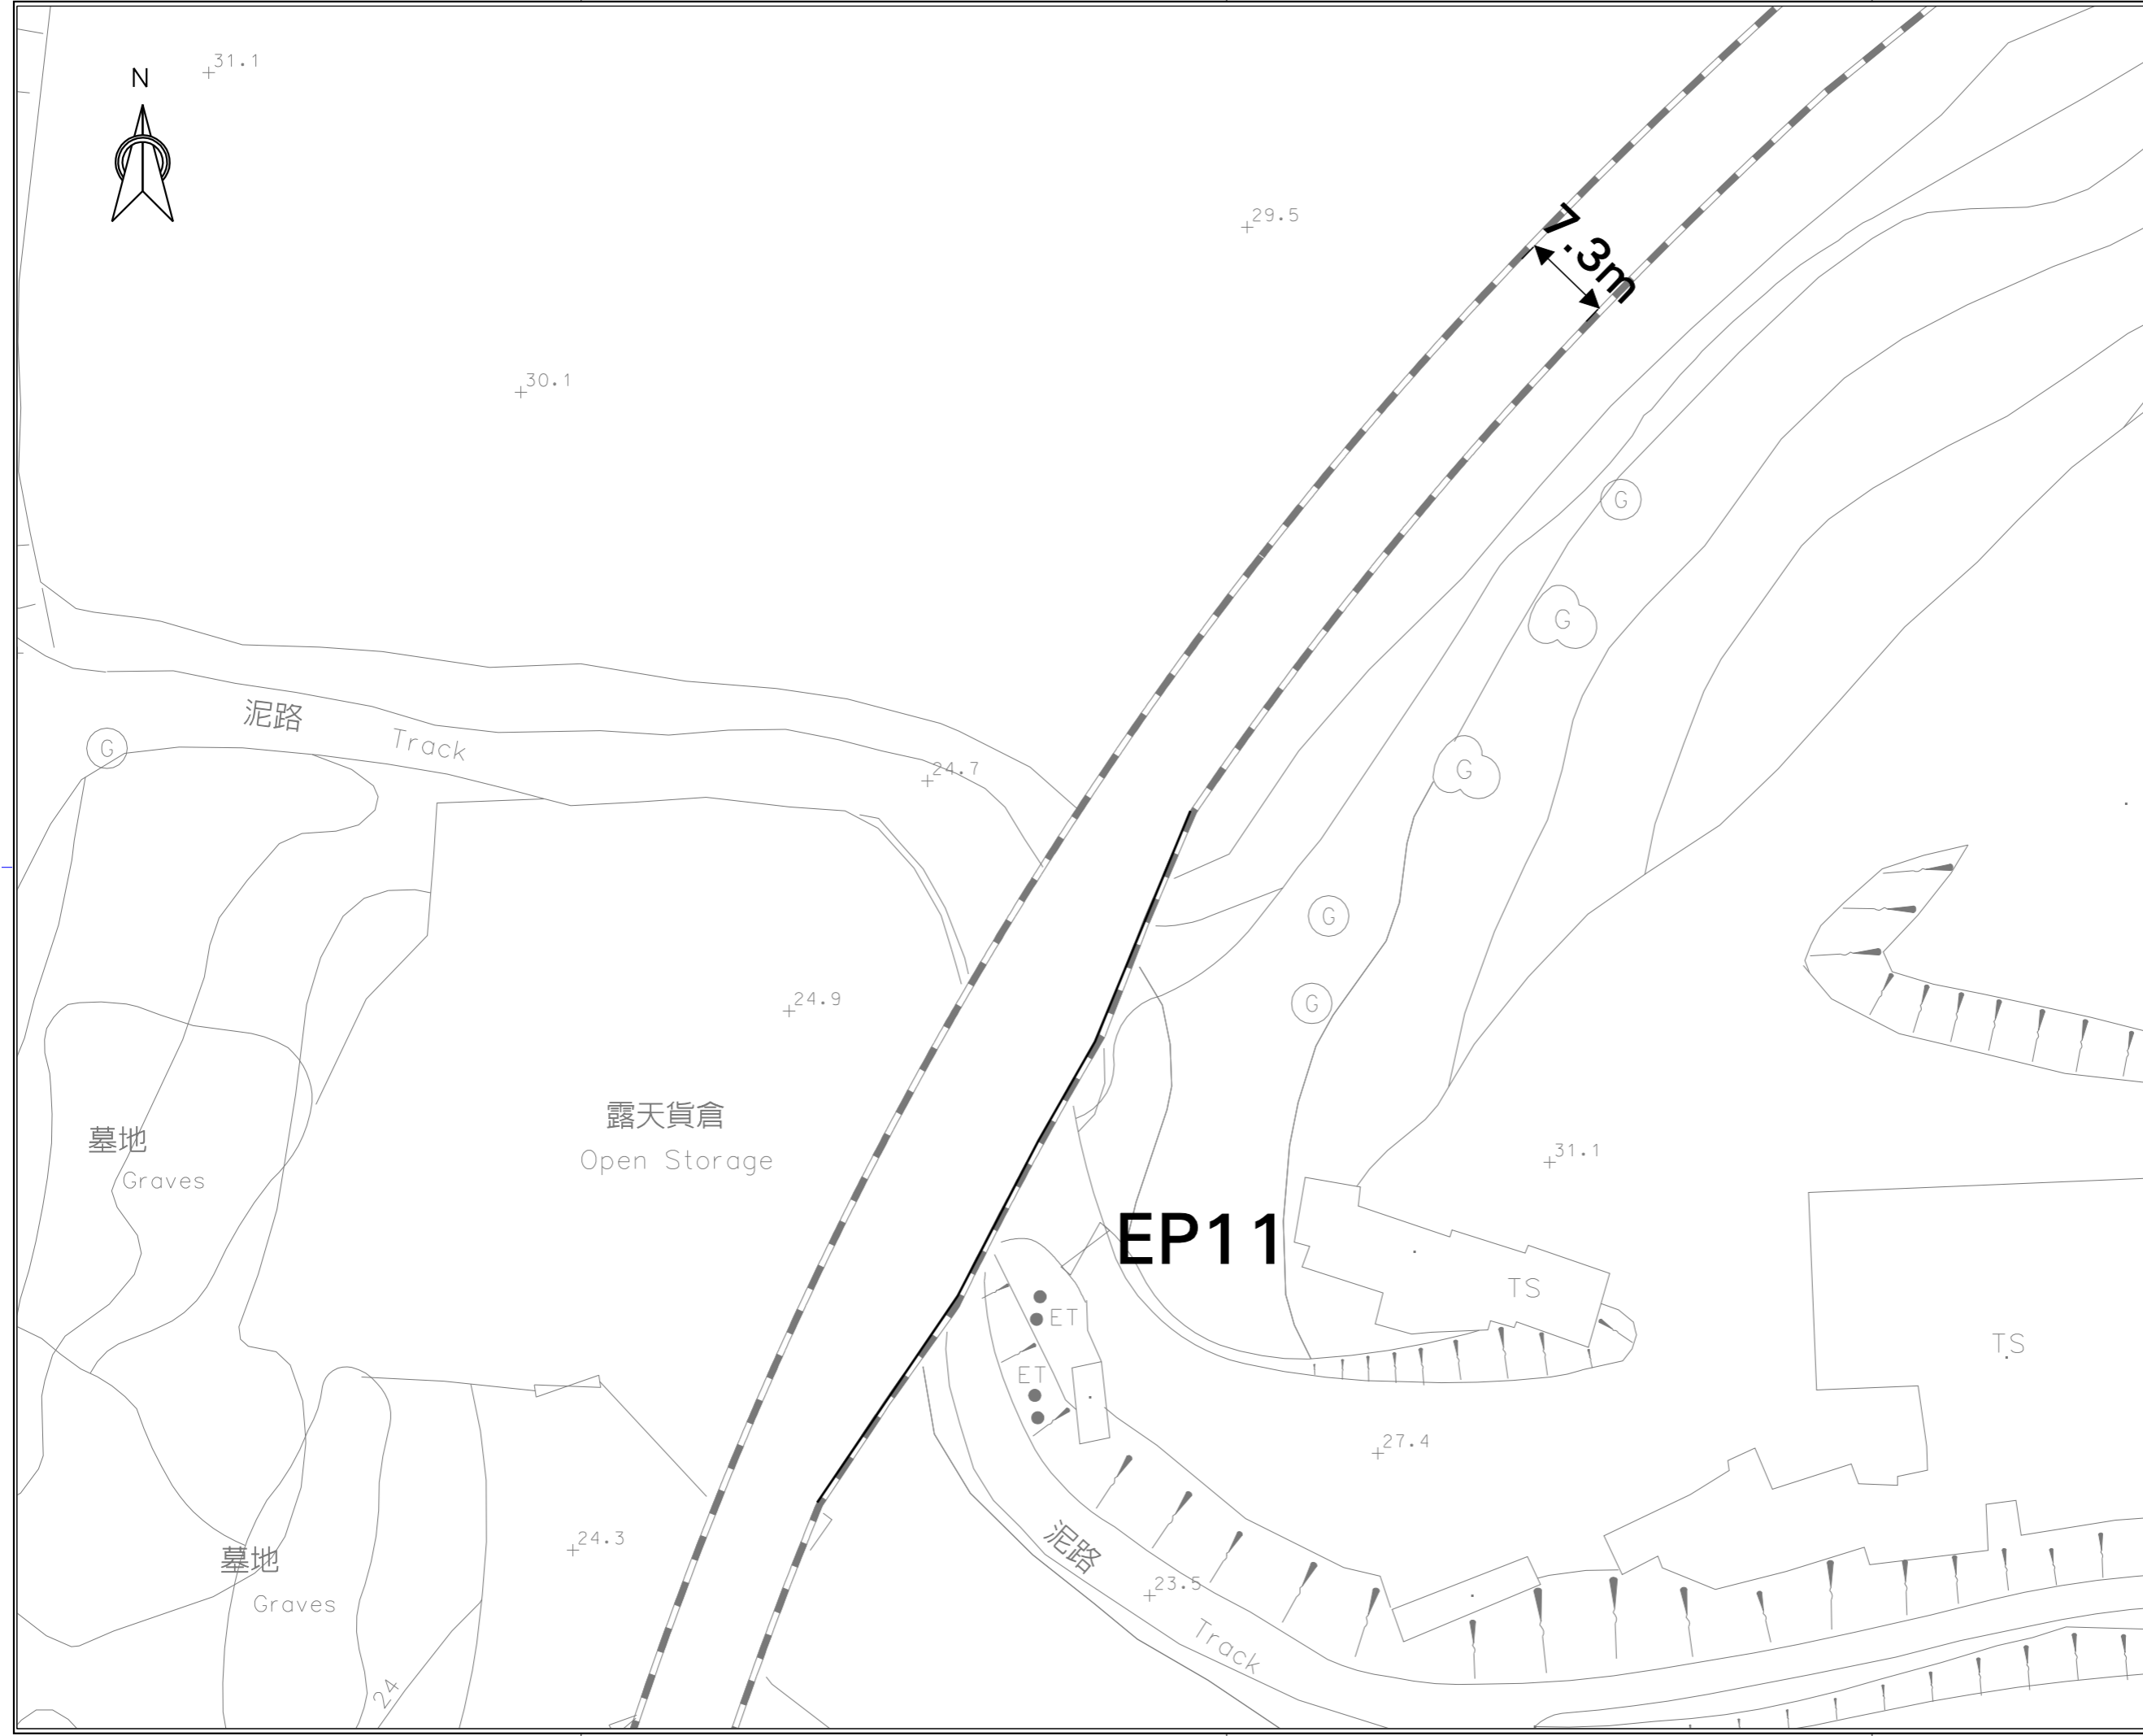 31.1
N
29.5
7.3m
30.1
G
G
泥路
Track
G
24.7
G
G
24.9
G
露天貨倉
Open Storage
墓地
Graves
31.1
EP11
TS
ET
TS
ET
27.4
24.3
泥路
墓地
23.5
Graves
Track
24